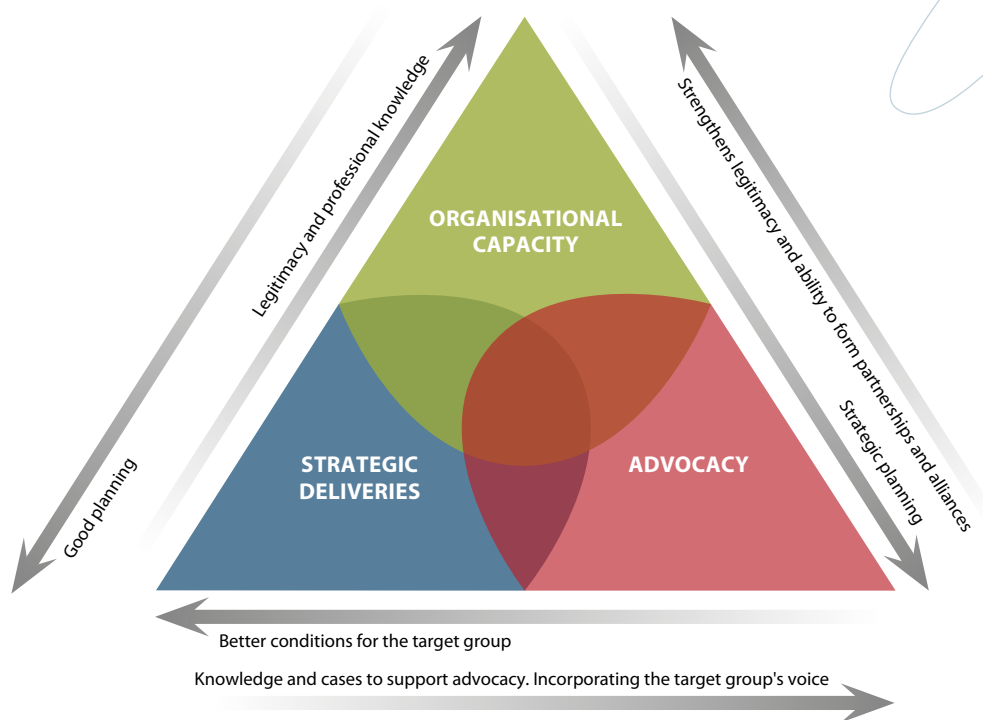 Legitimacy and professional knowledge
Good planning
Strengthens legitimacy and ability to form partnerships and alliances
Strategic planning
ORGANISATIONAL
CAPACITY
STRATEGIC
DELIVERIES
ADVOCACY
Better conditions for the target group
Knowledge and cases to support advocacy. Incorporating the target group's voice